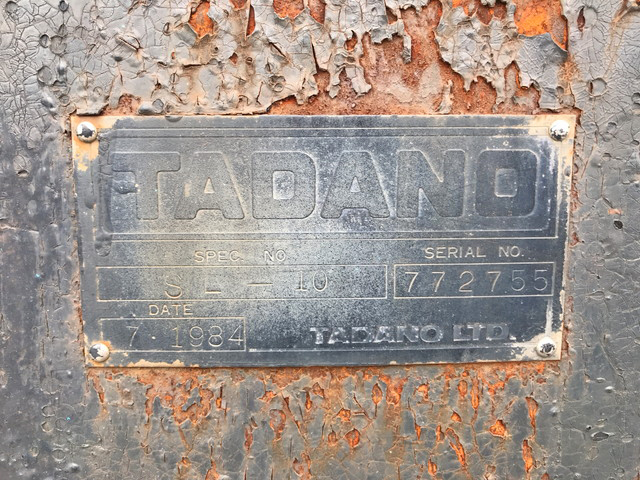 TADANO
SPEC. NO. SERIAL NO.
SL-10 772755
DATE
7·1984 TADANO LTD.